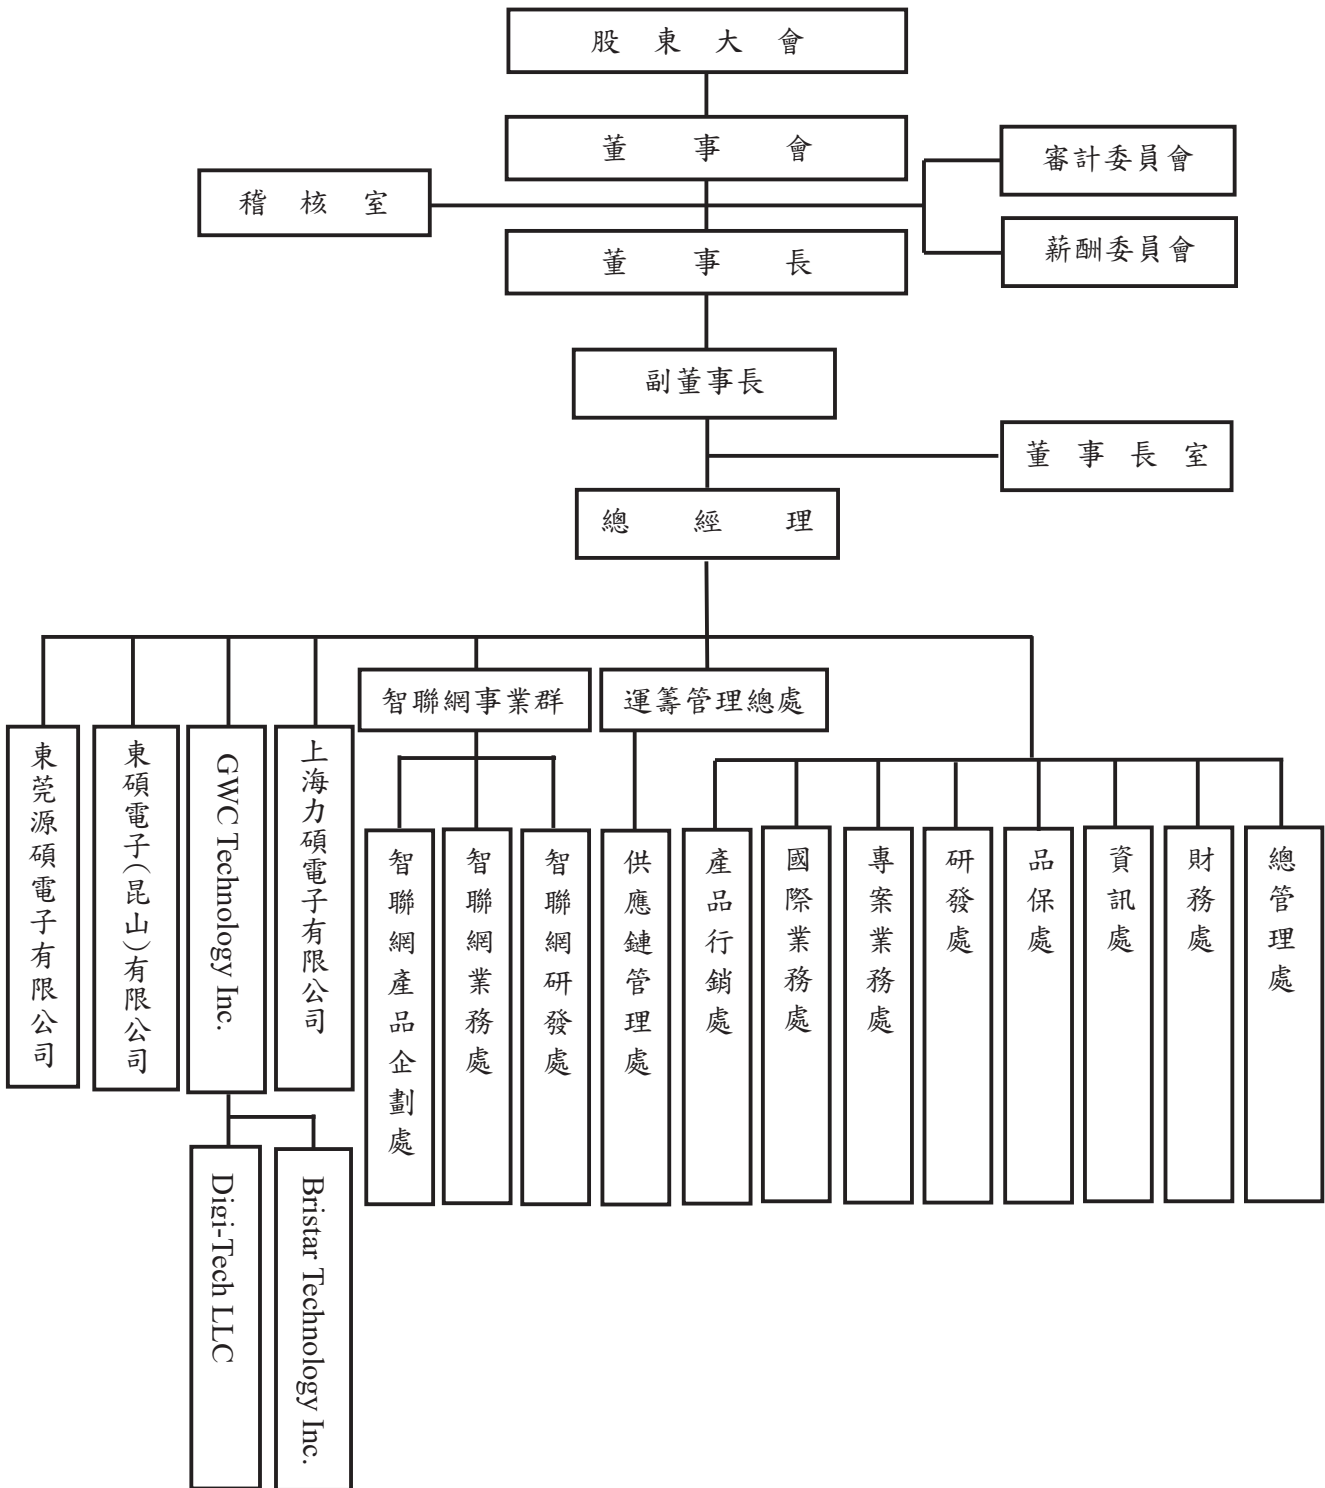 股東大會
董事會
審計委員會
稽核室
薪酬委員會
董事長
副董事長
董事長室
總經理
智聯網事業群
運籌管理總處
東莞源碩電子有限公司
東碩電子(昆山)有限公司
GWC Technology Inc.
上海力碩電子有限公司
智聯網產品企劃處
智聯網業務處
智聯網研發處
供應鏈管理處
產品行銷處
國際業務處
專案業務處
研發處
品保處
資訊處
財務處
總管理處
Digi-Tech LLC
Bristar Technology Inc.